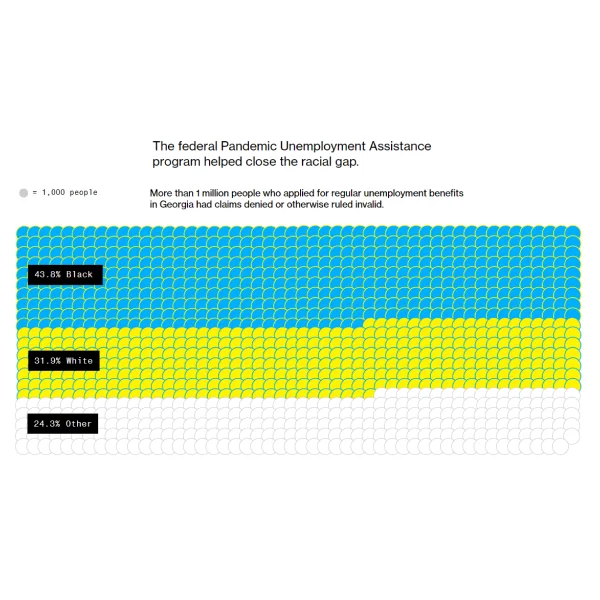 The federal Pandemic Unemployment Assistance
program helped close the racial gap.
= 1,000 people
More than 1 million people who applied for regular unemployment benefits
in Georgia had claims denied or otherwise ruled invalid.
43.8% Black
31.9% White
24.3% Other